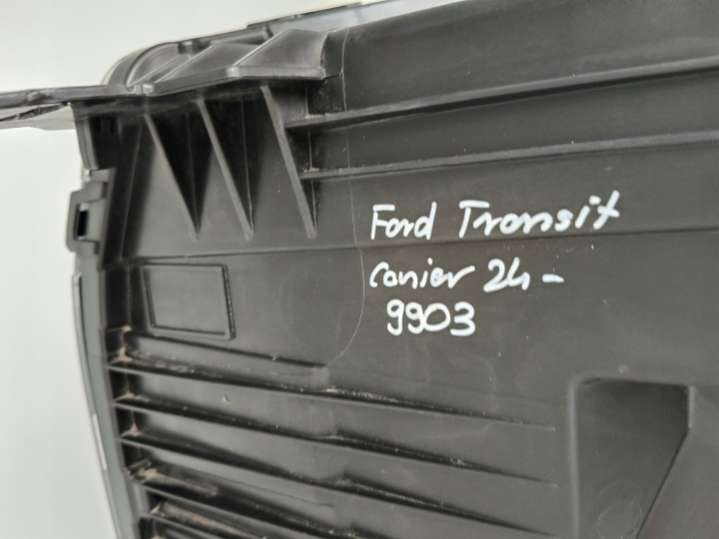 Ford Transit
Conier 24-
9903